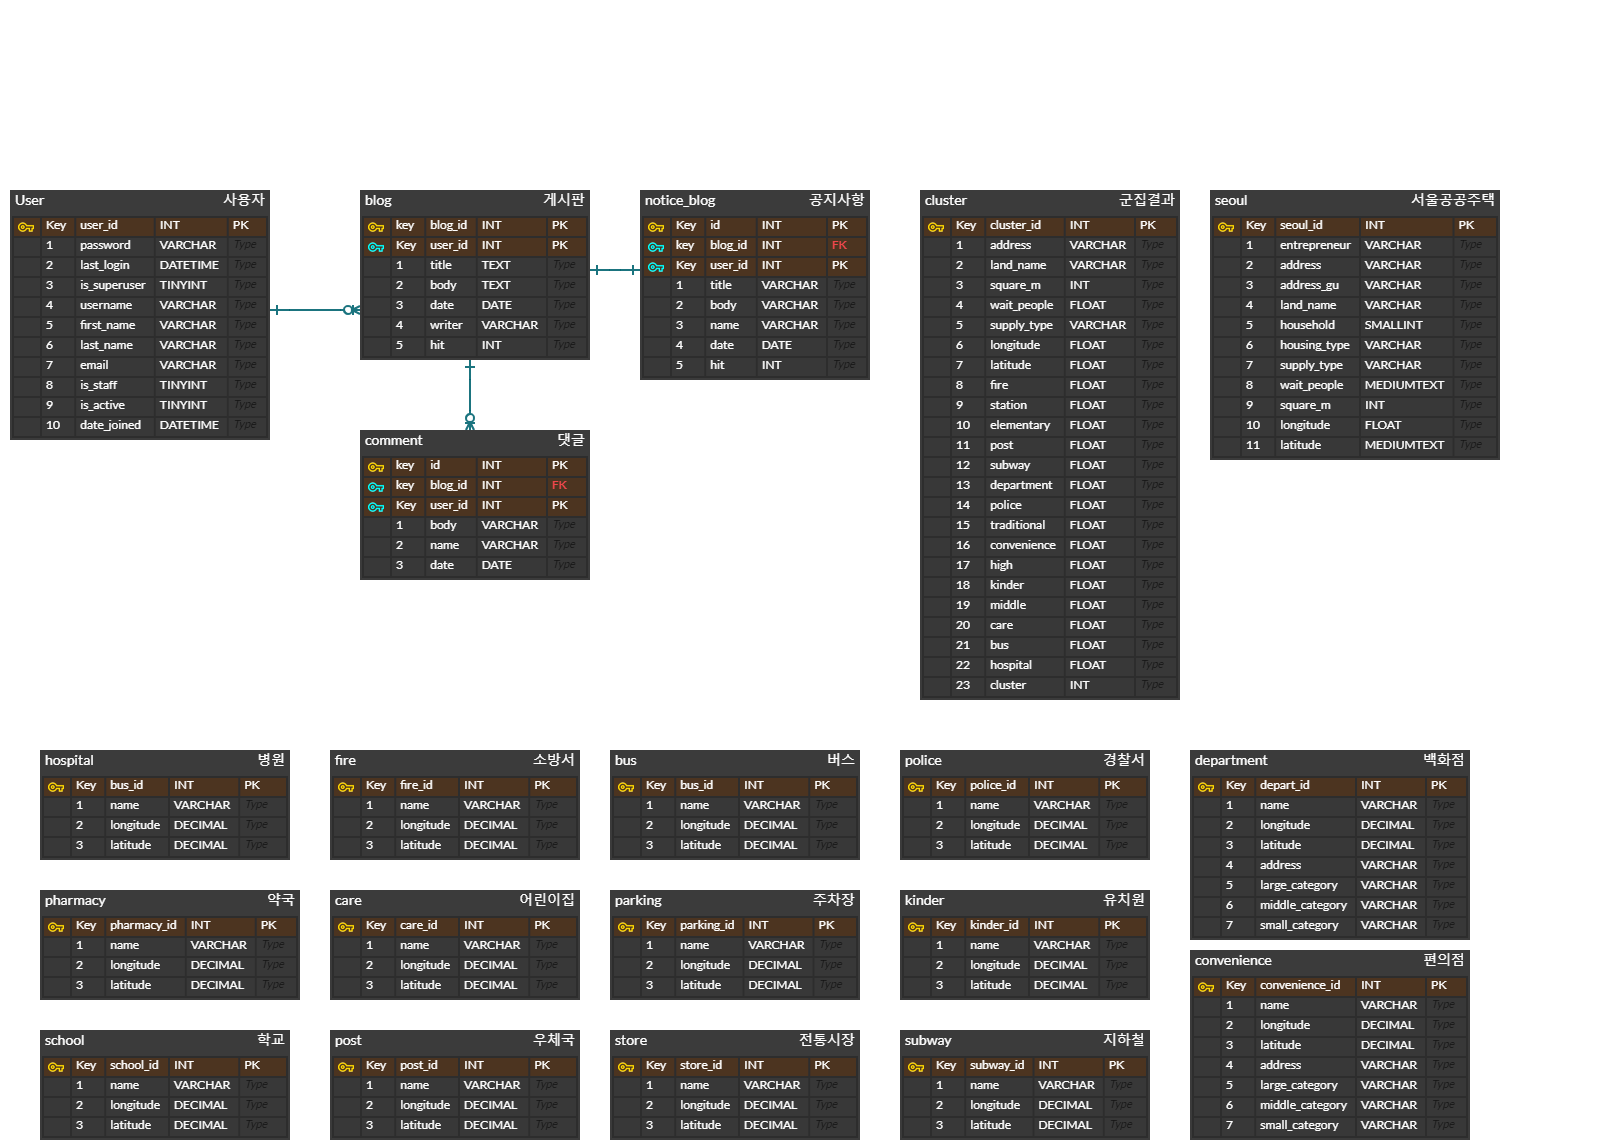 User 사용자
Key user_id INT PK
1 password VARCHAR Type
2 last_login DATETIME Type
3 is_superuser TINYINT Type
4 username VARCHAR Type
5 first_name VARCHAR Type
6 last_name VARCHAR Type
7 email VARCHAR Type
8 is_staff TINYINT Type
9 is_active TINYINT Type
10 date_joined DATETIME Type
blog 게시판
key blog_id INT PK
Key user_id INT PK
1 title TEXT Type
2 body TEXT Type
3 date DATE Type
4 writer VARCHAR Type
5 hit INT Type
notice_blog 공지사항
Key id INT PK
key blog_id INT FK
Key user_id INT PK
1 title VARCHAR Type
2 body VARCHAR Type
3 name VARCHAR Type
4 date DATE Type
5 hit INT Type
comment 댓글
key id INT PK
key blog_id INT FK
Key user_id INT PK
1 body VARCHAR Type
2 name VARCHAR Type
3 date DATE Type
cluster 군집결과
Key cluster_id INT PK
1 address VARCHAR Type
2 land_name VARCHAR Type
3 square_m INT Type
4 wait_people FLOAT Type
5 supply_type VARCHAR Type
6 longitude FLOAT Type
7 latitude FLOAT Type
8 fire FLOAT Type
9 station FLOAT Type
10 elementary FLOAT Type
11 post FLOAT Type
12 subway FLOAT Type
13 department FLOAT Type
14 police FLOAT Type
15 traditional FLOAT Type
16 convenience FLOAT Type
17 high FLOAT Type
18 kinder FLOAT Type
19 middle FLOAT Type
20 care FLOAT Type
21 bus FLOAT Type
22 hospital FLOAT Type
23 cluster INT Type
seoul 서울공공주택
Key seoul_id INT PK
1 entrepreneur VARCHAR Type
2 address VARCHAR Type
3 address_gu VARCHAR Type
4 land_name VARCHAR Type
5 household SMALLINT Type
6 housing_type VARCHAR Type
7 supply_type VARCHAR Type
8 wait_people MEDIUMTEXT Type
9 square_m INT Type
10 longitude FLOAT Type
11 latitude MEDIUMTEXT Type
hospital 병원
Key bus_id INT PK
1 name VARCHAR Type
2 longitude DECIMAL Type
3 latitude DECIMAL Type
fire 소방서
Key fire_id INT PK
1 name VARCHAR Type
2 longitude DECIMAL Type
3 latitude DECIMAL Type
bus 버스
Key bus_id INT PK
1 name VARCHAR Type
2 longitude DECIMAL Type
3 latitude DECIMAL Type
police 경찰서
Key police_id INT PK
1 name VARCHAR Type
2 longitude DECIMAL Type
3 latitude DECIMAL Type
department 백화점
Key depart_id INT PK
1 name VARCHAR Type
2 longitude DECIMAL Type
3 latitude DECIMAL Type
4 address VARCHAR Type
5 large_category VARCHAR Type
6 middle_category VARCHAR Type
7 small_category VARCHAR Type
pharmacy 약국
Key pharmacy_id INT PK
1 name VARCHAR Type
2 longitude DECIMAL Type
3 latitude DECIMAL Type
care 어린이집
Key care_id INT PK
1 name VARCHAR Type
2 longitude DECIMAL Type
3 latitude DECIMAL Type
parking 주차장
Key parking_id INT PK
1 name VARCHAR Type
2 longitude DECIMAL Type
3 latitude DECIMAL Type
kinder 유치원
Key kinder_id INT PK
1 name VARCHAR Type
2 longitude DECIMAL Type
3 latitude DECIMAL Type
convenience 편의점
Key convenience_id INT PK
1 name VARCHAR Type
2 longitude DECIMAL Type
3 latitude DECIMAL Type
4 address VARCHAR Type
5 large_category VARCHAR Type
6 middle_category VARCHAR Type
7 small_category VARCHAR Type
school 학교
Key school_id INT PK
1 name VARCHAR Type
2 longitude DECIMAL Type
3 latitude DECIMAL Type
post 우체국
Key post_id INT PK
1 name VARCHAR Type
2 longitude DECIMAL Type
3 latitude DECIMAL Type
store 전통시장
Key store_id INT PK
1 name VARCHAR Type
2 longitude DECIMAL Type
3 latitude DECIMAL Type
subway 지하철
Key subway_id INT PK
1 name VARCHAR Type
2 longitude DECIMAL Type
3 latitude DECIMAL Type